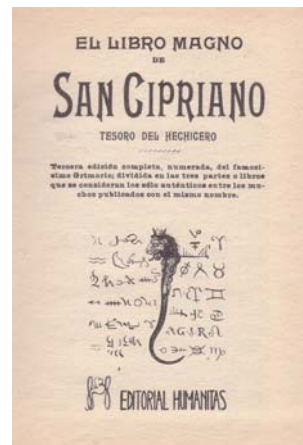 EL LIBRO MAGNO
DE
SAN CIPRIANO
TESORO DEL HECHICERO
Tercera edición completa, numerada, del famosí-
simo Grimorio; dividida en las tres partes o libros
que se consideran los sólo auténticos entre los mu-
chos publicados con el mismo nombre.
EDITORIAL HUMANITAS